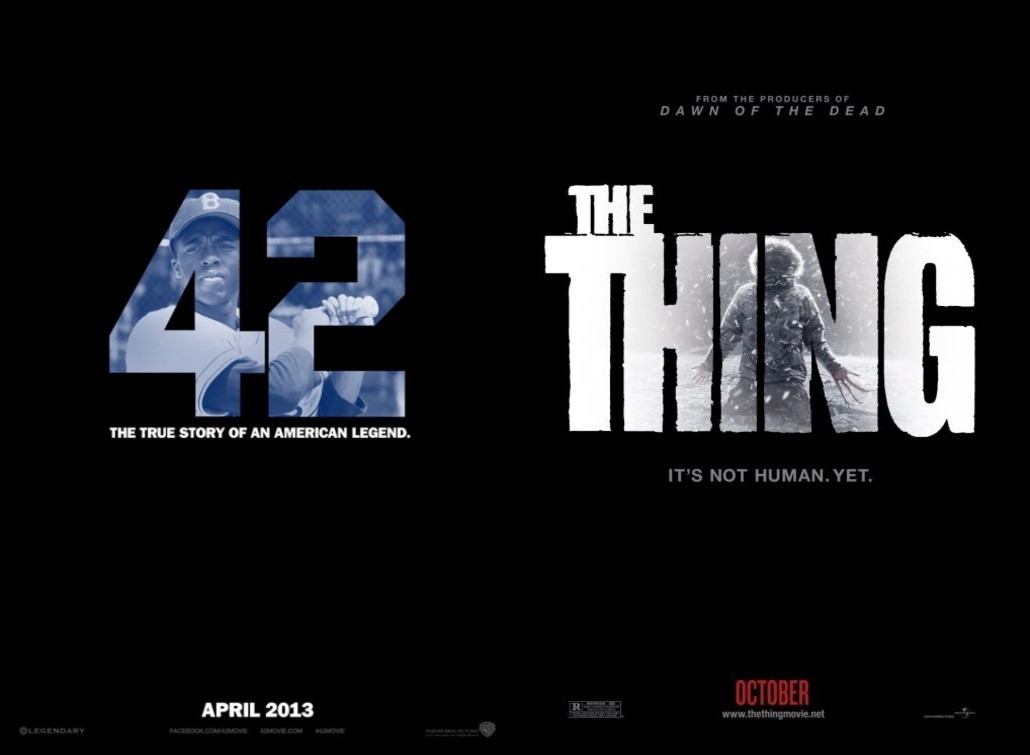 42
THE TRUE STORY OF AN AMERICAN LEGEND.
APRIL 2013
LEGENDARY
FACEBOOK.COM/42MOVIE 42MOVIE.COM #42MOVIE
FROM THE PRODUCERS OF
DAWN OF THE DEAD
THE
THING
IT'S NOT HUMAN. YET.
OCTOBER
www.thethingmovie.net
R
B